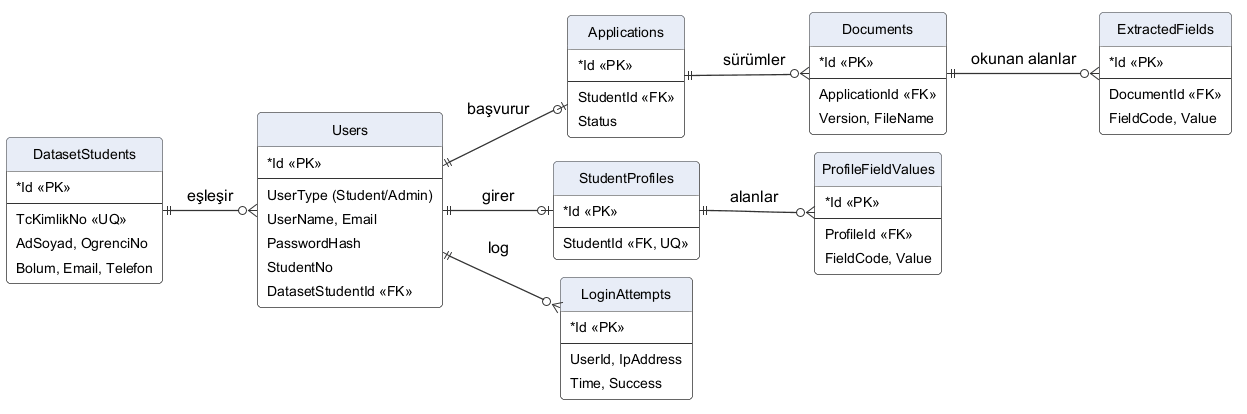 DatasetStudents
*Id «PK»
TcKimlikNo «UQ»
AdSoyad, OgrenciNo
Bolum, Email, Telefon
eşleşir
Users
*Id «PK»
UserType (Student/Admin)
UserName, Email
PasswordHash
StudentNo
DatasetStudentId «FK»
başvurur
girer
log
Applications
*Id «PK»
StudentId «FK»
Status
sürümler
Documents
*Id «PK»
ApplicationId «FK»
Version, FileName
okunan alanlar
ExtractedFields
*Id «PK»
DocumentId «FK»
FieldCode, Value
StudentProfiles
*Id «PK»
StudentId «FK, UQ»
alanlar
ProfileFieldValues
*Id «PK»
ProfileId «FK»
FieldCode, Value
LoginAttempts
*Id «PK»
UserId, IpAddress
Time, Success